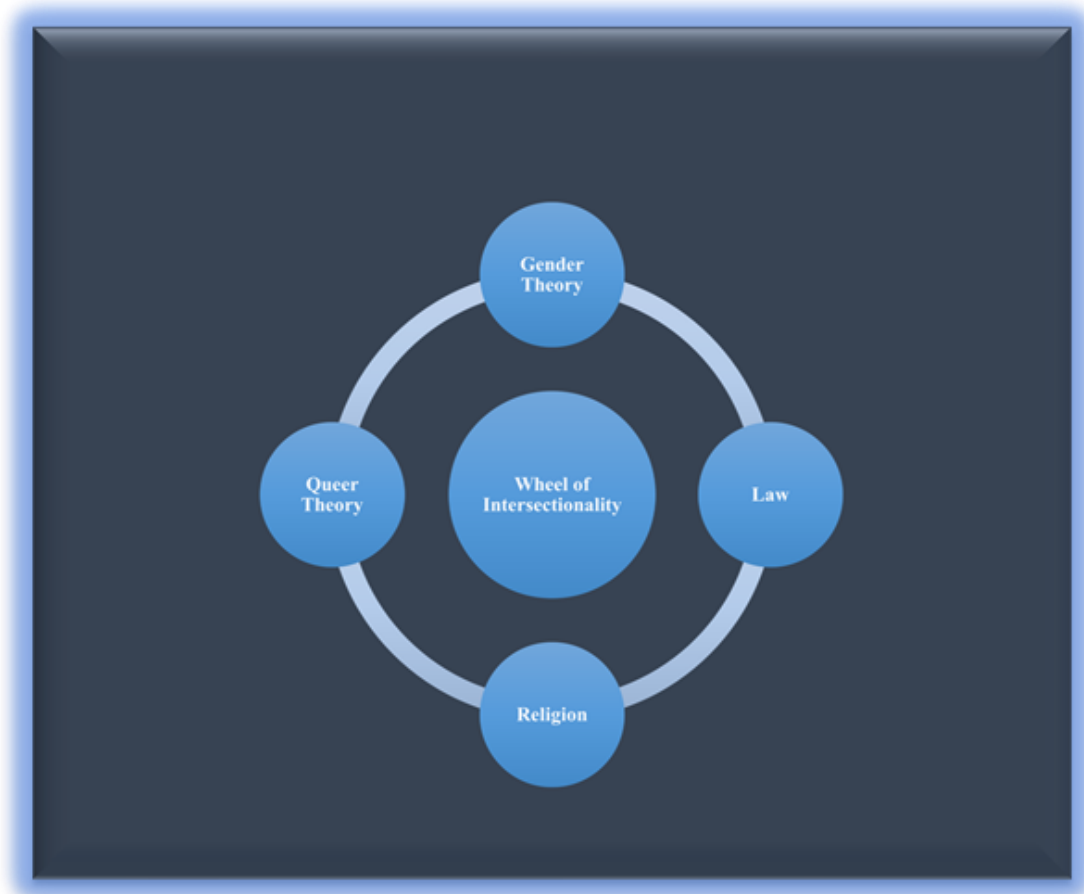 Gender
Theory
Queer
Theory
Wheel of
Intersectionality
Law
Religion